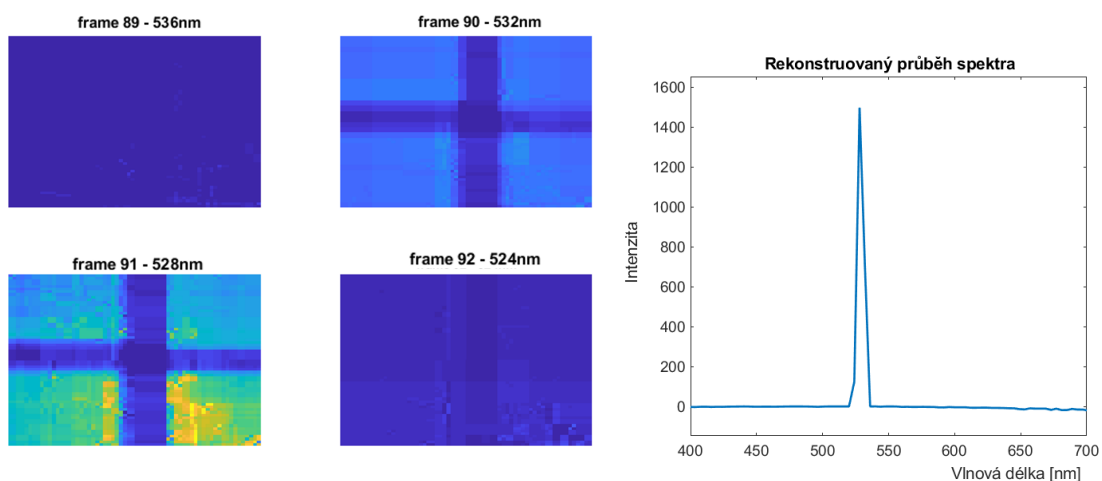 frame 89 - 536nm
frame 90 - 532nm
frame 91 - 528nm
frame 92 - 524nm
Rekonstruovaný průběh spektra
Intenzita
1600
1400
1200
1000
800
600
400
200
0
400 450 500 550 600 650 700
Vlnová délka [nm]